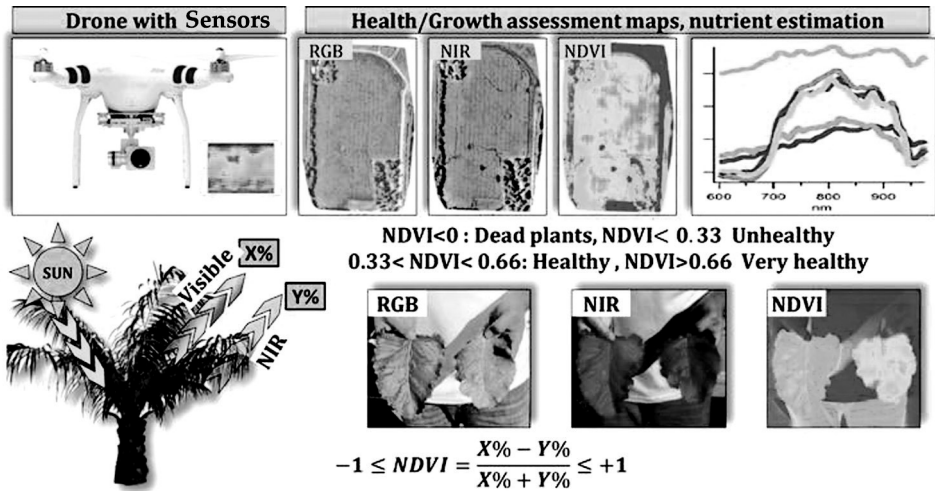 Drone with Sensors
Health/Growth assessment maps, nutrient estimation
RGB
NIR
NDVI
600 700 800 900
nm
NDVI<0 : Dead plants, NDVI< 0.33 Unhealthy
0.33< NDVI< 0.66: Healthy , NDVI>0.66 Very healthy
SUN
Visible
X%
NIR
Y%
RGB
NIR
NDVI
−1 ≤ NDVI = X% − Y% / X% + Y% ≤ +1